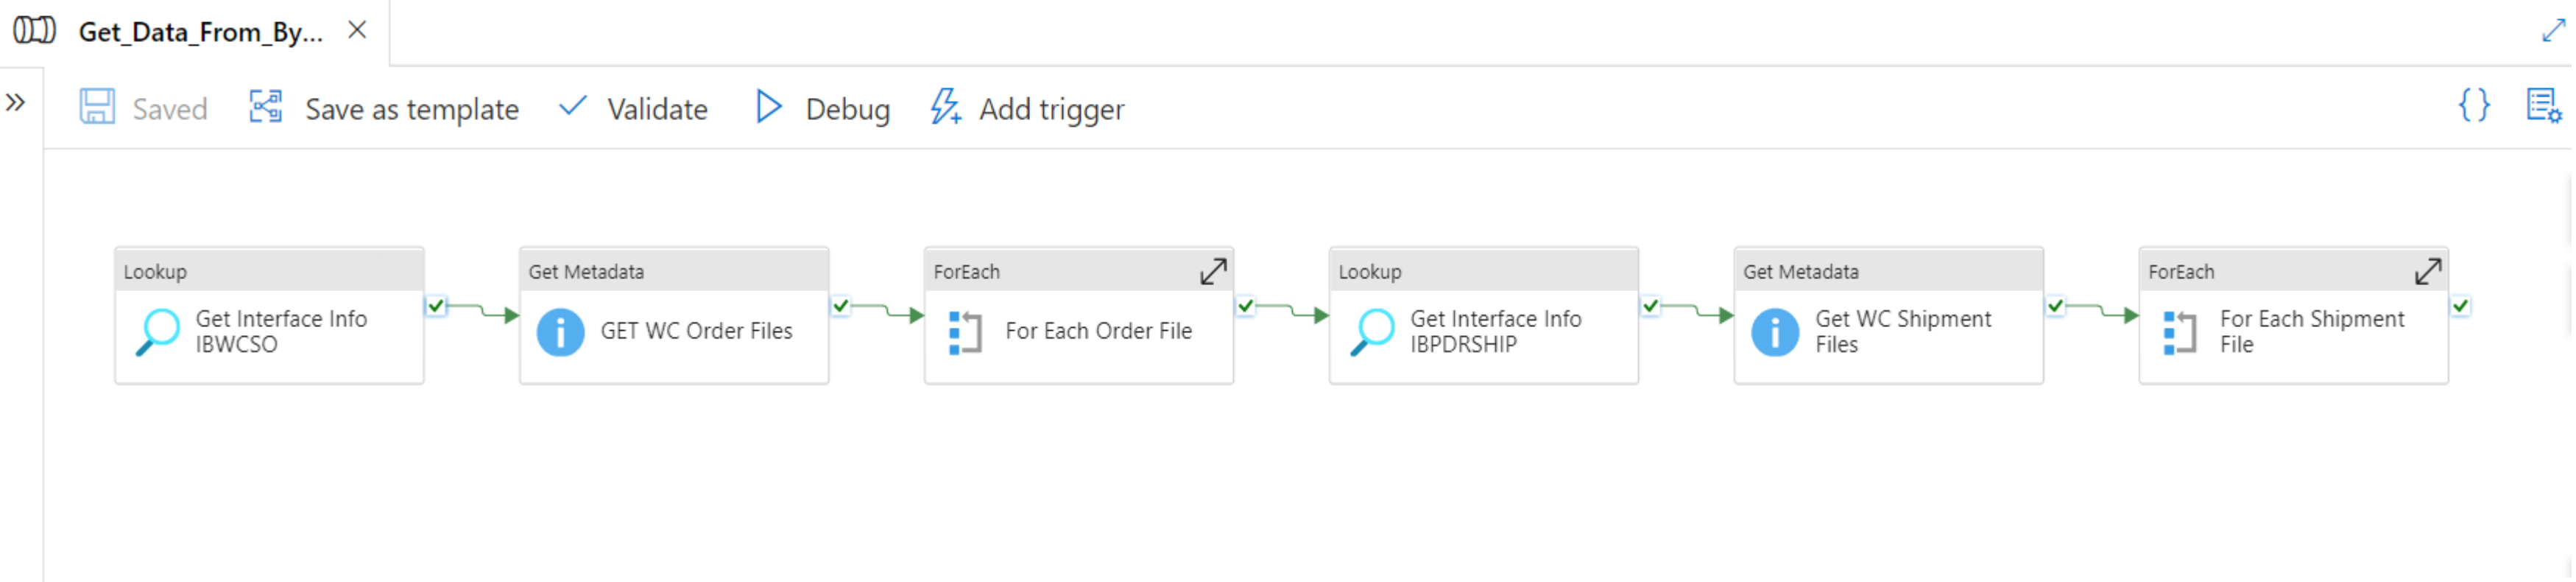 Get_Data_From_By...
Saved
Save as template
Validate
Debug
Add trigger
Lookup
Get Interface Info
IBWCSO
Get Metadata
GET WC Order Files
ForEach
For Each Order File
Lookup
Get Interface Info
IBPDRSHIP
Get Metadata
Get WC Shipment
Files
ForEach
For Each Shipment
File